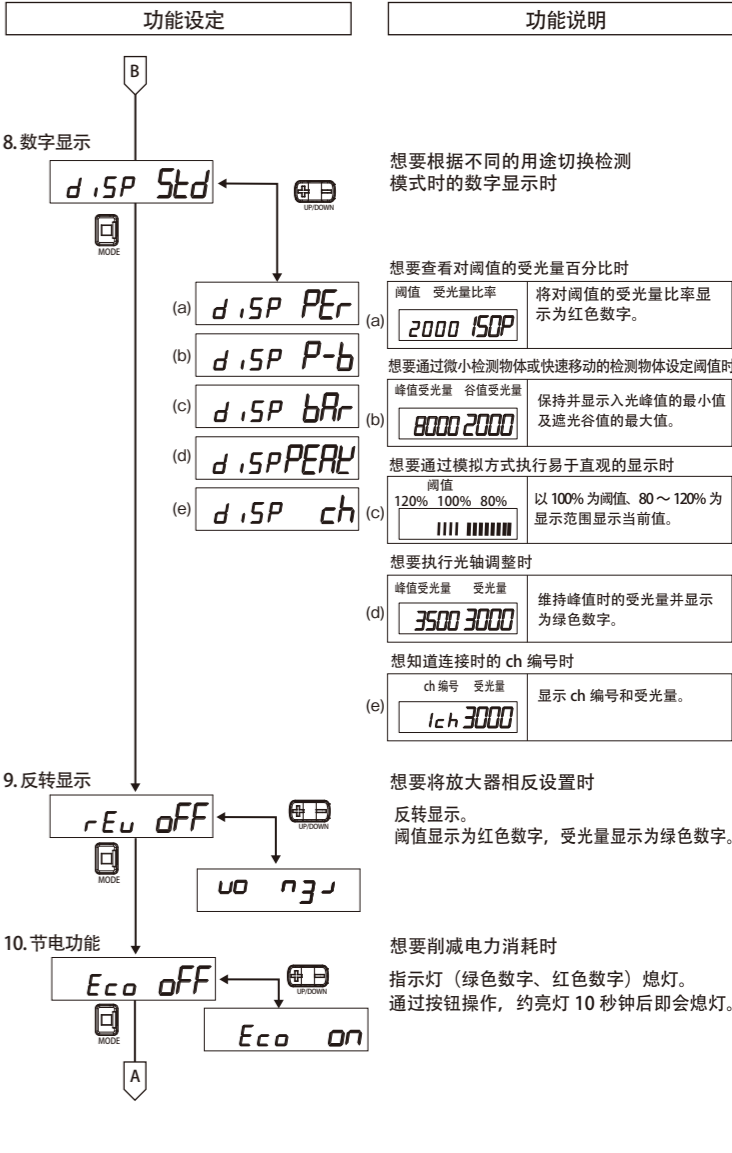 功能设定
功能说明
B
8. 数字显示
diSP Std
UP/DOWN
MODE
想要根据不同的用途切换检测
模式时的数字显示时
(a) diSP PEr
(b) diSP P-b
(c) diSP bAr
(d) diSP PEAK
(e) diSP ch
想要查看对阈值的受光量百分比时
(a)
阈值 受光量比率
2000 150P
将对阈值的受光量比率显
示为红色数字。
想要通过微小检测物体或快速移动的检测物体设定阈值时
(b)
峰值受光量 谷值受光量
8000 2000
保持并显示入光峰值的最小值
及遮光谷值的最大值。
想要通过模拟方式执行易于直观的显示时
(c)
阈值
120% 100% 80%
以 100% 为阈值、80 ～ 120% 为
显示范围显示当前值。
想要执行光轴调整时
(d)
峰值受光量 受光量
3500 3000
维持峰值时的受光量并显示
为绿色数字。
想知道连接时的 ch 编号时
(e)
ch 编号 受光量
1ch 3000
显示 ch 编号和受光量。
9. 反转显示
rEv oFF
UP/DOWN
MODE
rEv on
想要将放大器相反设置时
反转显示。
阈值显示为红色数字，受光量显示为绿色数字。
10. 节电功能
Eco oFF
UP/DOWN
MODE
Eco on
想要削减电力消耗时
指示灯（绿色数字、红色数字）熄灯。
通过按钮操作，约亮灯 10 秒钟后即会熄灯。
A